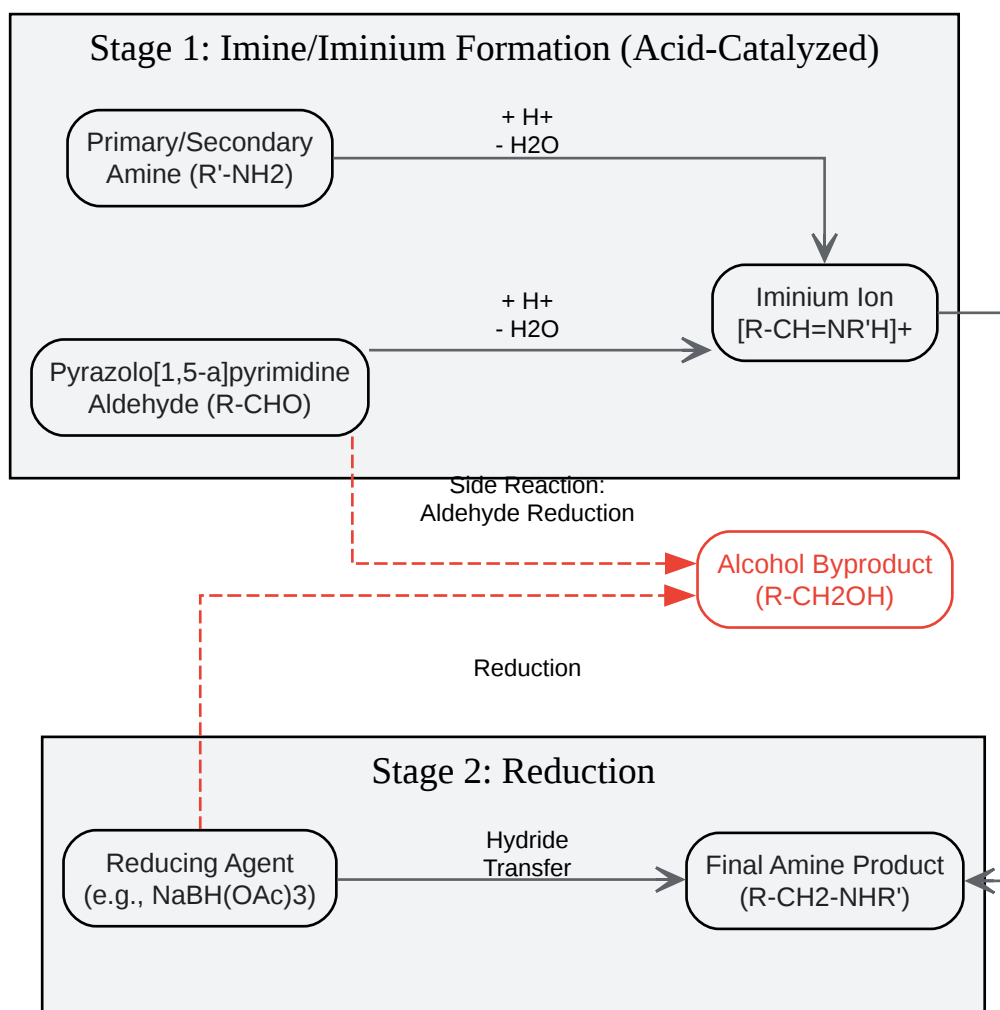 Stage 1: Imine/Iminium Formation (Acid-Catalyzed)
Primary/Secondary
Amine (R'-NH2)
+ H+
- H2O
Iminium Ion
[R-CH=NR'H]+
+ H+
- H2O
Pyrazolo[1,5-a]pyrimidine
Aldehyde (R-CHO)
Side Reaction:
Aldehyde Reduction
Alcohol Byproduct
(R-CH2OH)
Reduction
Stage 2: Reduction
Reducing Agent
(e.g., NaBH(OAc)3)
Hydride
Transfer
Final Amine Product
(R-CH2-NHR')